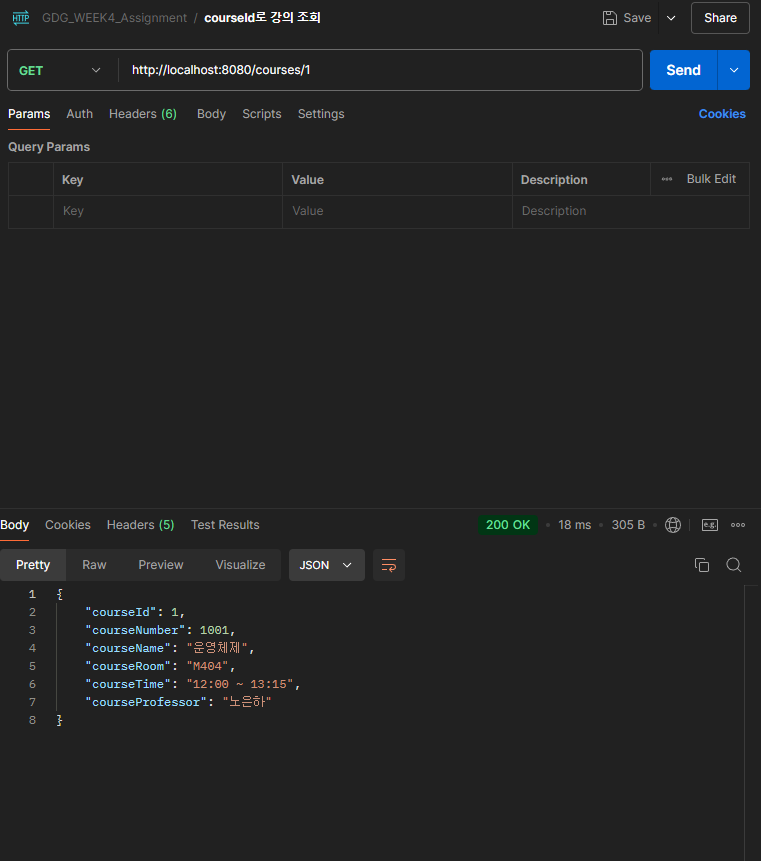 HTTP GDG_WEEK4_Assignment / courseId로 강의 조회 Save Share
GET http://localhost:8080/courses/1 Send
Params Auth Headers (6) Body Scripts Settings Cookies
Query Params
Key Value Description Bulk Edit
Key Value Description
Body Cookies Headers (5) Test Results 200 OK 18 ms 305 B e.g.
Pretty Raw Preview Visualize JSON
1 {
2 "courseId": 1,
3 "courseNumber": 1001,
4 "courseName": "운영체제",
5 "courseRoom": "M404",
6 "courseTime": "12:00 ~ 13:15",
7 "courseProfessor": "노은하"
8 }